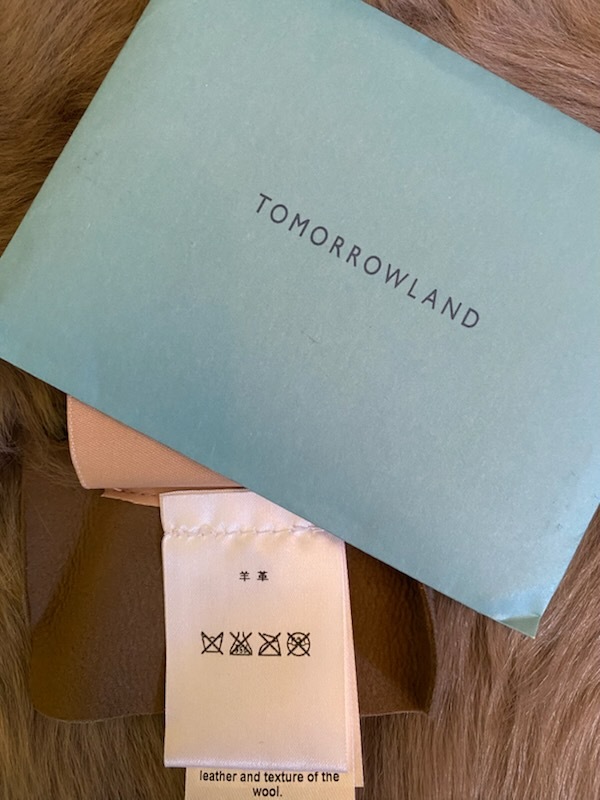 TOMORROWLAND
羊革
leather and texture of the
wool.